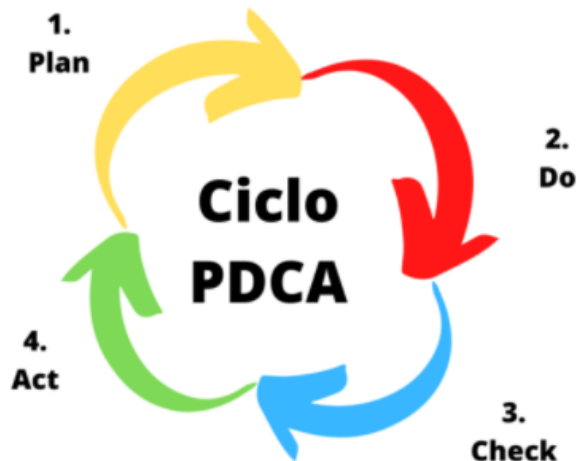 1.
Plan
2.
Do
Ciclo
PDCA
4.
Act
3.
Check